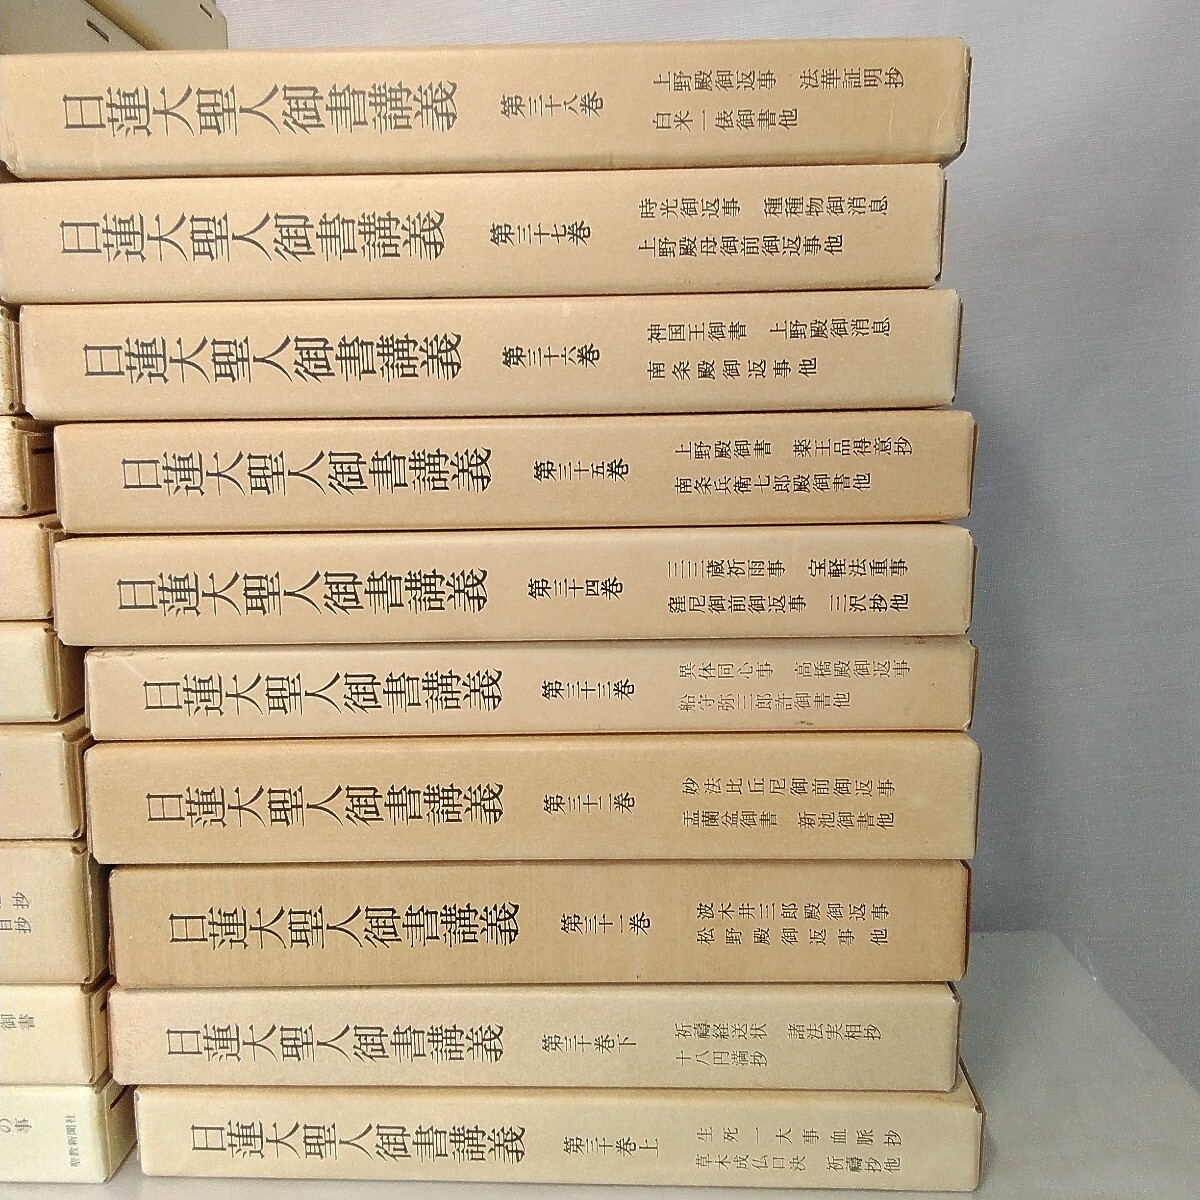 日蓮大聖人御書講義 第三十八巻 上野殿御返事 法華証明抄
白米一俵御書他
日蓮大聖人御書講義 第三十七巻 時光御返事 種種物御消息
上野殿母御前御返事他
日蓮大聖人御書講義 第三十六巻 神国王御書 上野殿御消息
南条殿御返事他
日蓮大聖人御書講義 第三十五巻 上野殿御書 薬王品得意抄
南条兵衛七郎殿御書他
日蓮大聖人御書講義 第三十四巻 三三蔵祈雨事 宝軽法重事
窪尼御前御返事 三沢抄他
日蓮大聖人御書講義 第三十三巻 異体同心事 高橋殿御返事
船守弥三郎許御書他
日蓮大聖人御書講義 第三十二巻 妙法比丘尼御前御返事
盂蘭盆御書 新池御書他
日蓮大聖人御書講義 第三十一巻 波木井三郎殿御返事
松野殿御返事他
日蓮大聖人御書講義 第三十巻下 祈禱経送状 諸法実相抄
十八円満抄
日蓮大聖人御書講義 第三十巻上 生死一大事血脈抄
草木成仏口決 祈禱抄他
抄
目抄
御書
の事
聖教新聞社